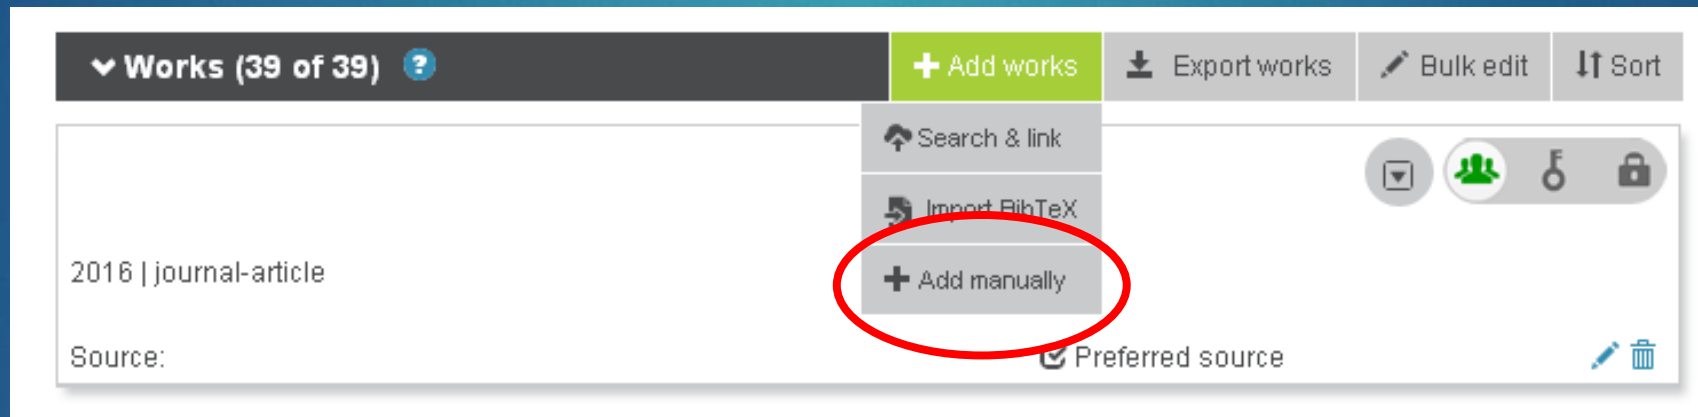 Works (39 of 39) ?
Add works
Export works
Bulk edit
Sort
Search & link
Import BibTeX
Add manually
2016 | journal-article
Source:
Preferred source